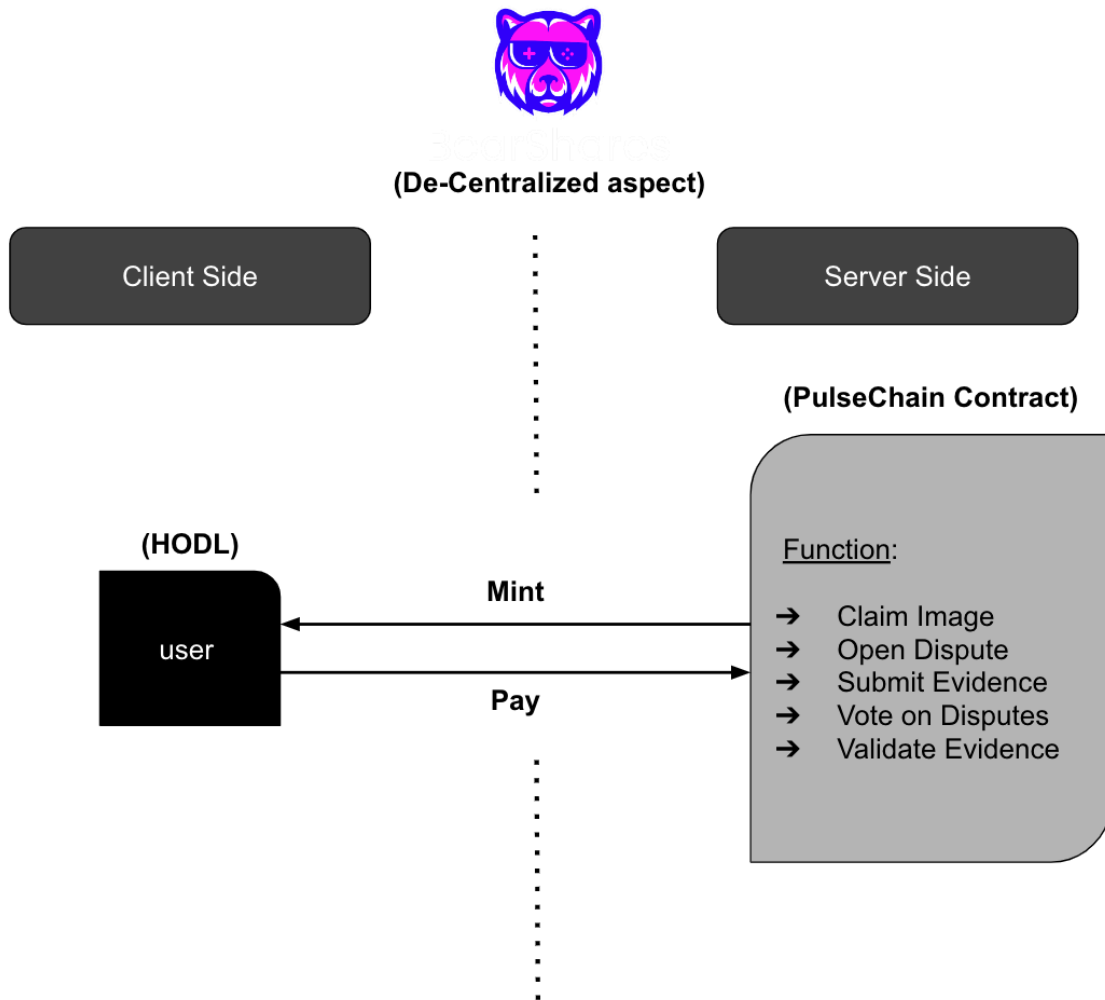 BearShares
(De-Centralized aspect)
Client Side
Server Side
(PulseChain Contract)
(HODL)
user
Mint
Pay
Function:
➔ Claim Image
➔ Open Dispute
➔ Submit Evidence
➔ Vote on Disputes
➔ Validate Evidence